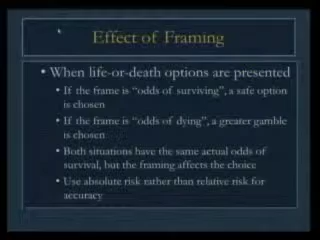 Effect of Framing
• When life-or-death options are presented
• If the frame is “odds of surviving”, a safe option
is chosen
• If the frame is “odds of dying”, a greater gamble
is chosen
• Both situations have the same actual odds of
survival, but the framing affects the choice
• Use absolute risk rather than relative risk for
accuracy